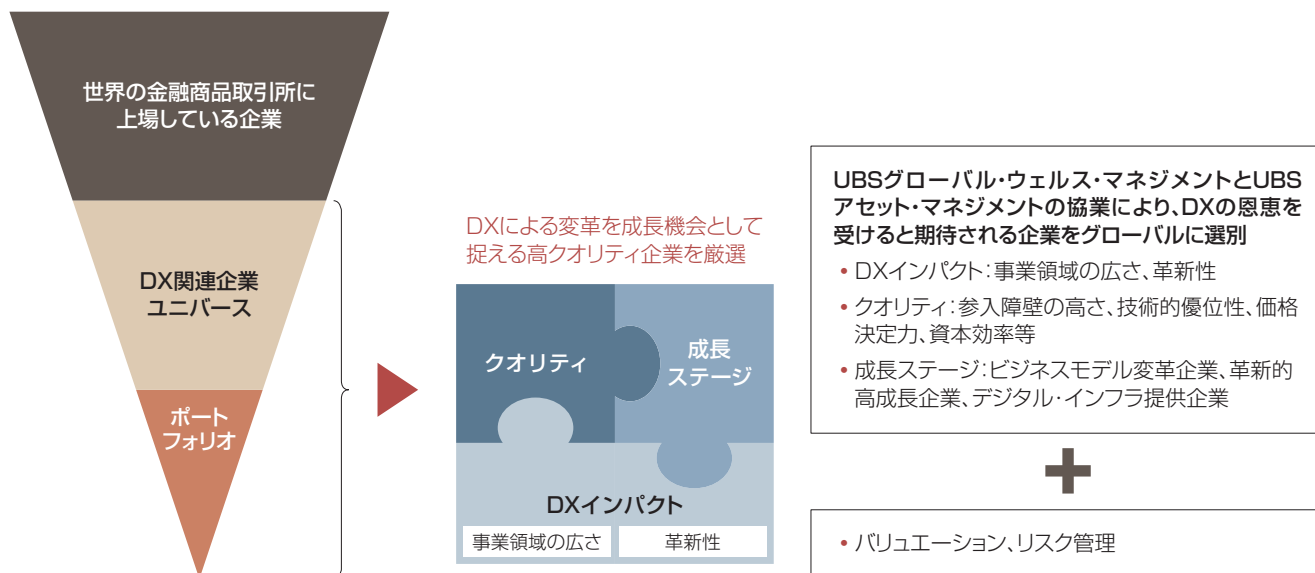 世界の金融商品取引所に
上場している企業
DX関連企業
ユニバース
ポート
フォリオ
DXによる変革を成長機会として
捉える高クオリティ企業を厳選
クオリティ
成長
ステージ
DXインパクト
事業領域の広さ
革新性
UBSグローバル・ウェルス・マネジメントとUBS
アセット・マネジメントの協業により、DXの恩恵を
受けると期待される企業をグローバルに選別
• DXインパクト：事業領域の広さ、革新性
• クオリティ：参入障壁の高さ、技術的優位性、価格
決定力、資本効率等
• 成長ステージ：ビジネスモデル変革企業、革新的
高成長企業、デジタル・インフラ提供企業
+
• バリュエーション、リスク管理